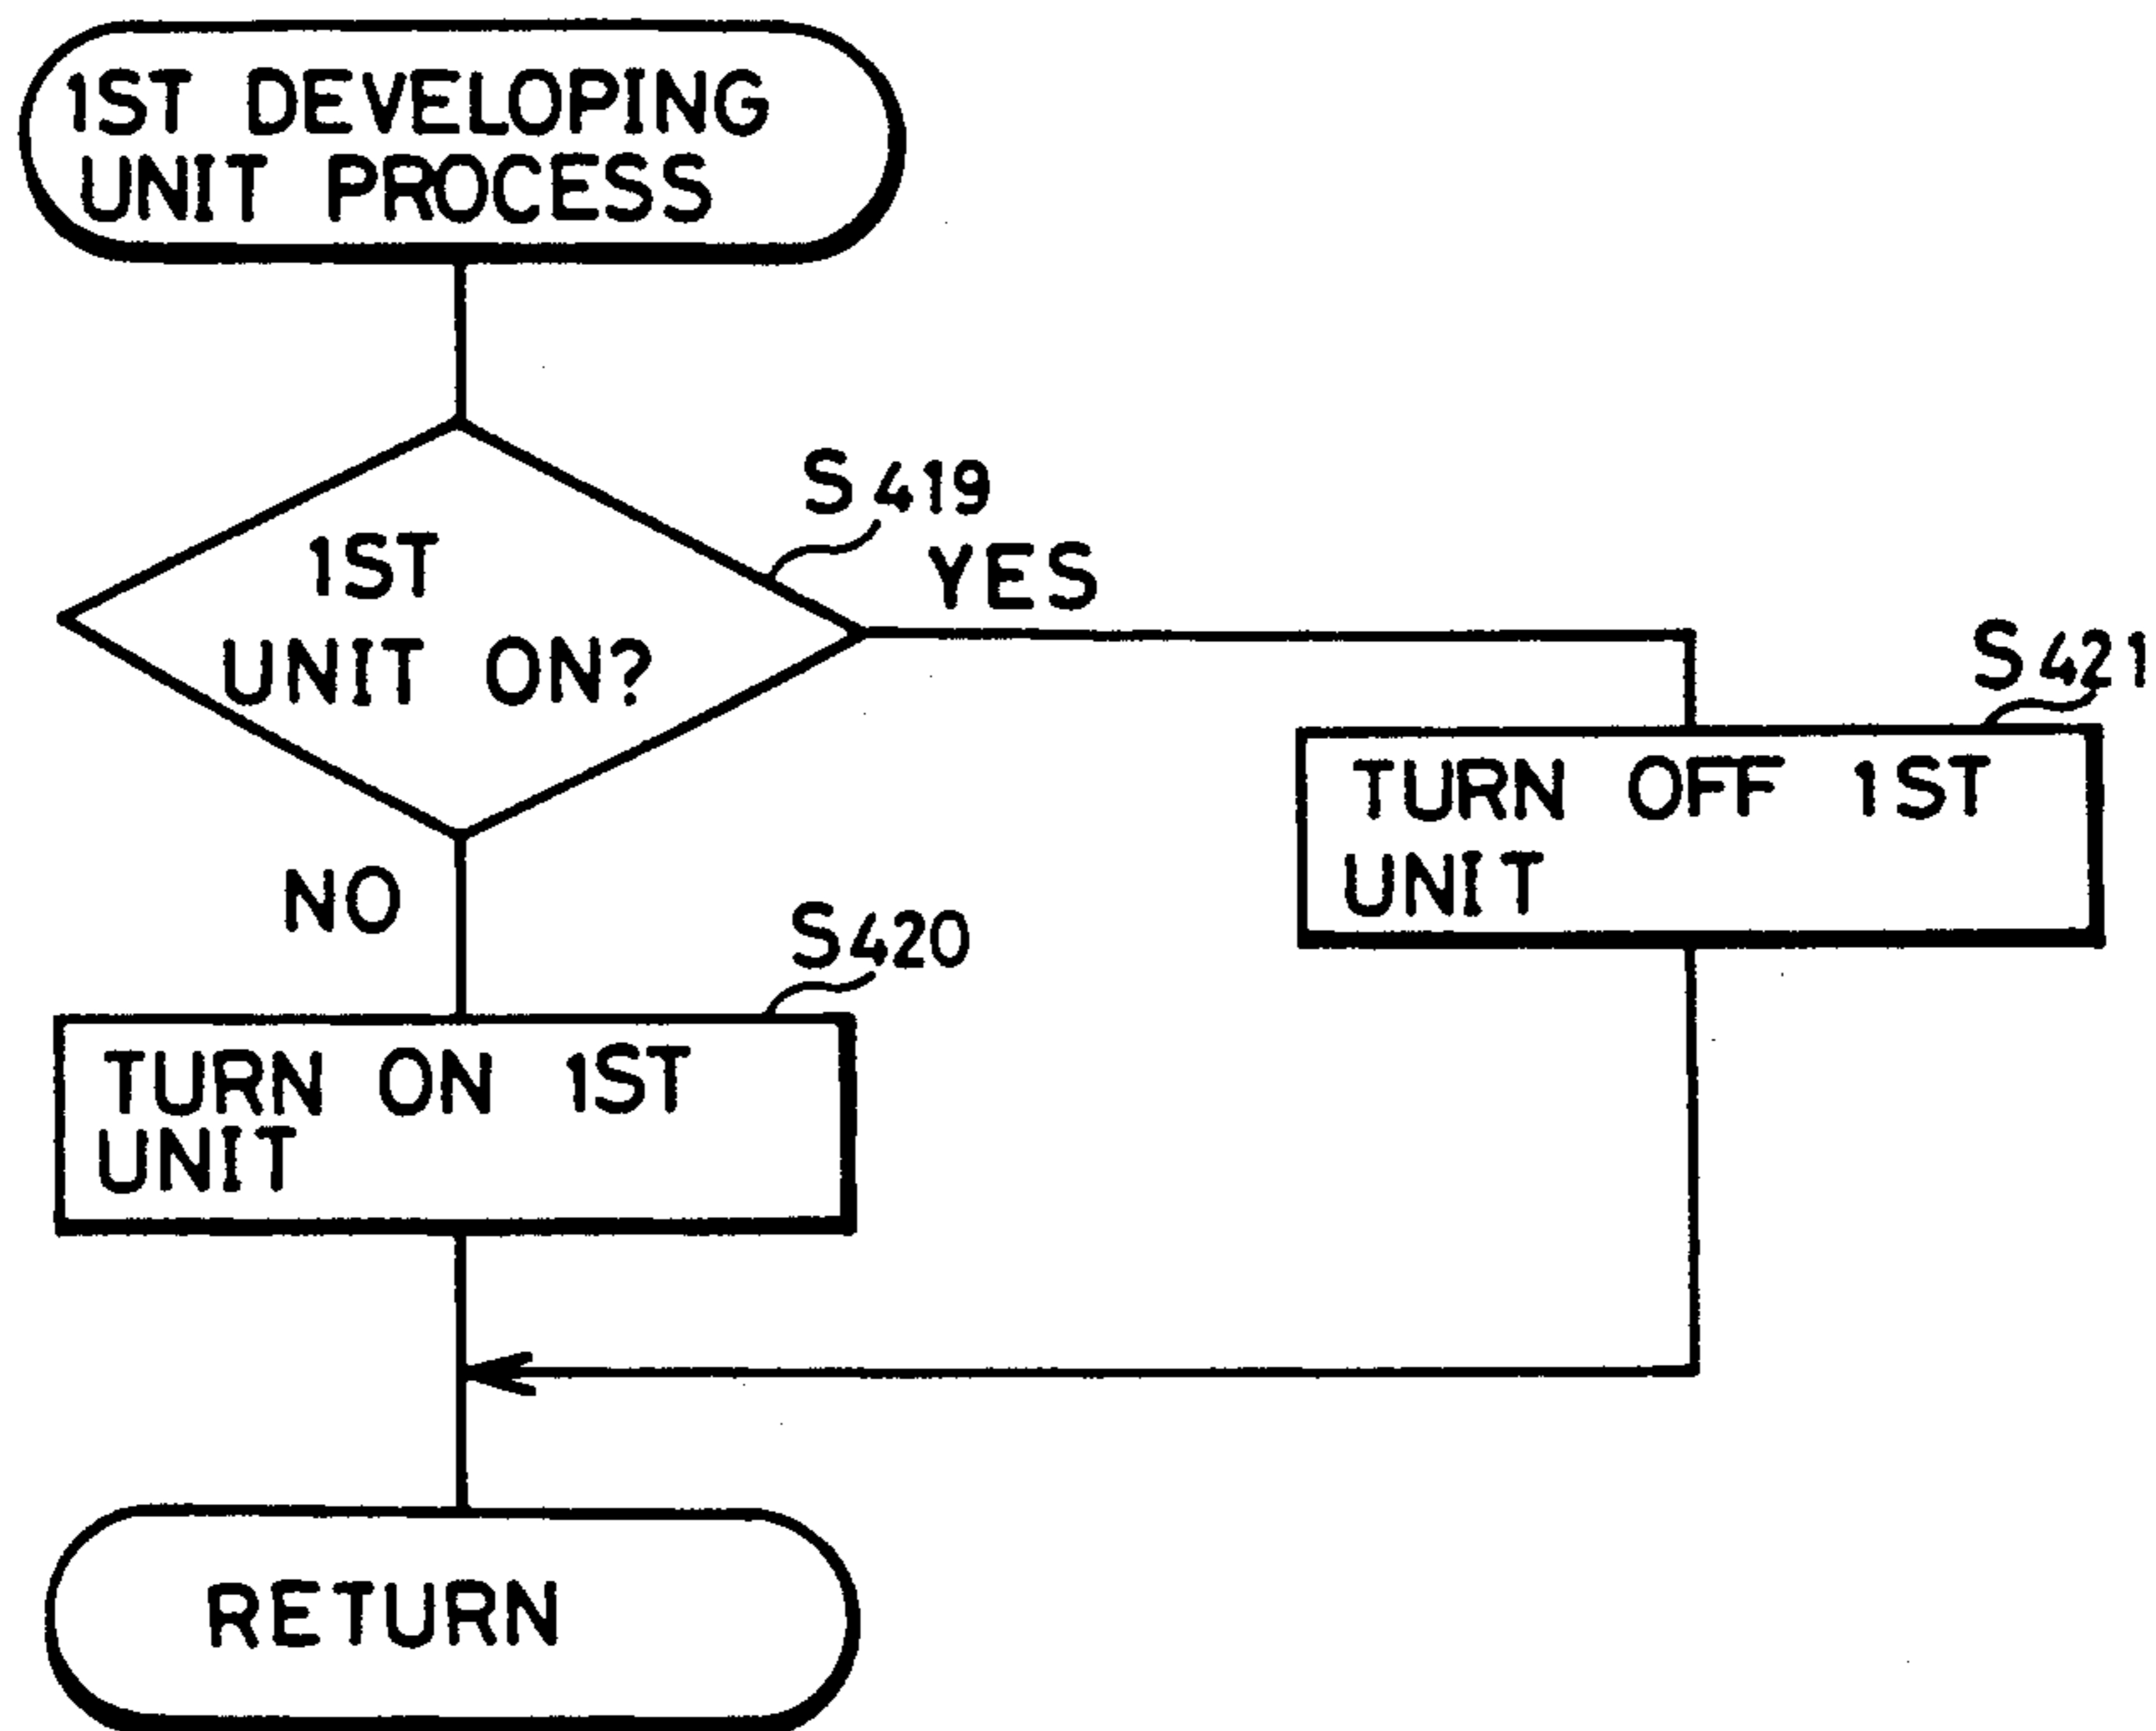 1ST DEVELOPING
UNIT PROCESS
S419
1ST
UNIT ON?
YES
S421
TURN OFF 1ST
UNIT
NO
S420
TURN ON 1ST
UNIT
RETURN